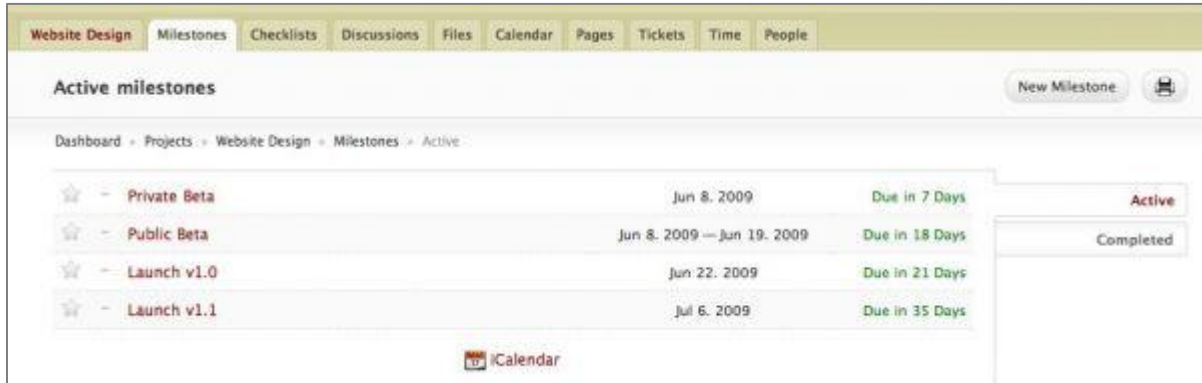 Website Design Milestones Checklists Discussions Files Calendar Pages Tickets Time People
Active milestones New Milestone
Dashboard » Projects » Website Design » Milestones » Active
Private Beta Jun 8. 2009 Due in 7 Days
Public Beta Jun 8. 2009 — Jun 19. 2009 Due in 18 Days
Launch v1.0 Jun 22. 2009 Due in 21 Days
Launch v1.1 Jul 6. 2009 Due in 35 Days
Active
Completed
17 iCalendar